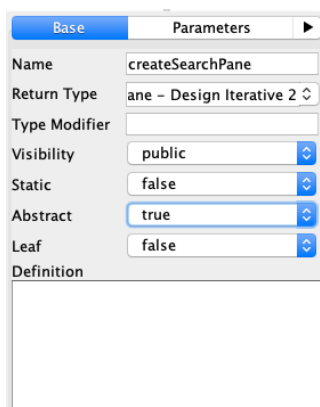 Base Parameters
Name createSearchPane
Return Type ane – Design Iterative 2
Type Modifier
Visibility public
Static false
Abstract true
Leaf false
Definition